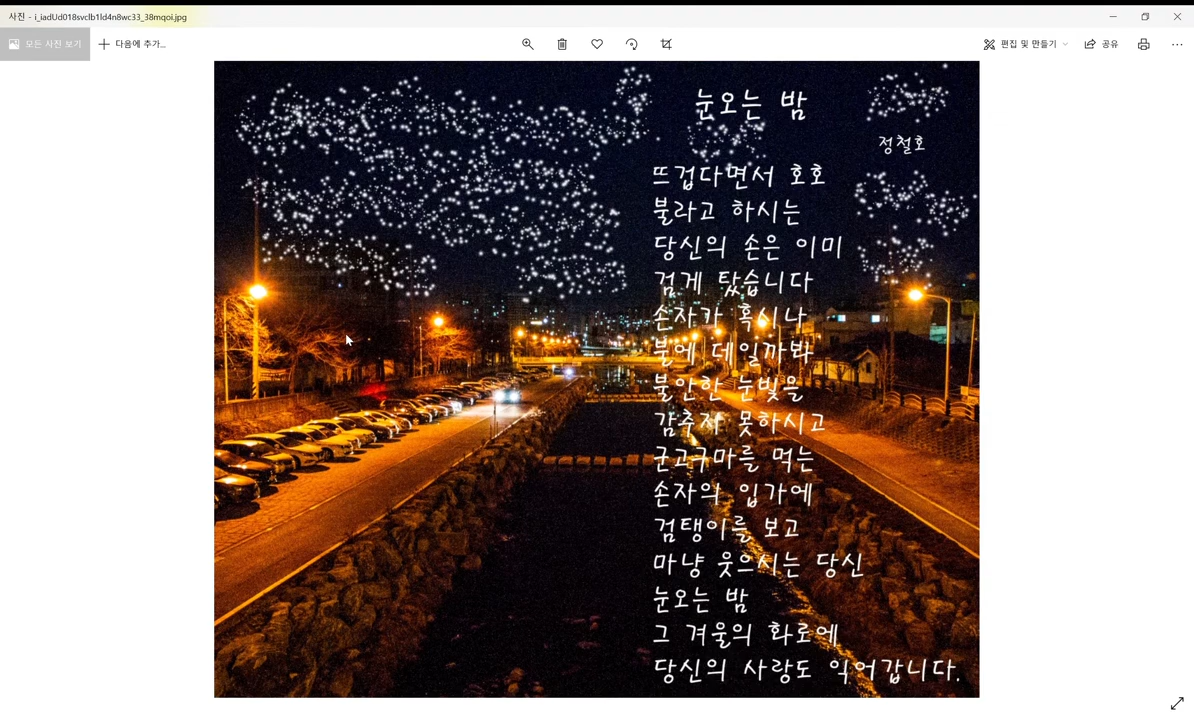 사진 - i_iadUd018svclb1ld4n8wc33_38mqoi.jpg
모든 사진 보기
다음에 추가...
편집 및 만들기
공유
눈오는 밤
정철호
뜨겁다면서 호호
불라고 하시는
당신의 손은 이미
검게 탔습니다
손자가 혹시나
불에 데일까봐
불안한 눈빛을
감추지 못하시고
군고구마를 먹는
손자의 입가에
검탱이를 보고
마냥 웃으시는 당신
눈오는 밤
그 겨울의 화로에
당신의 사랑도 익어갑니다.